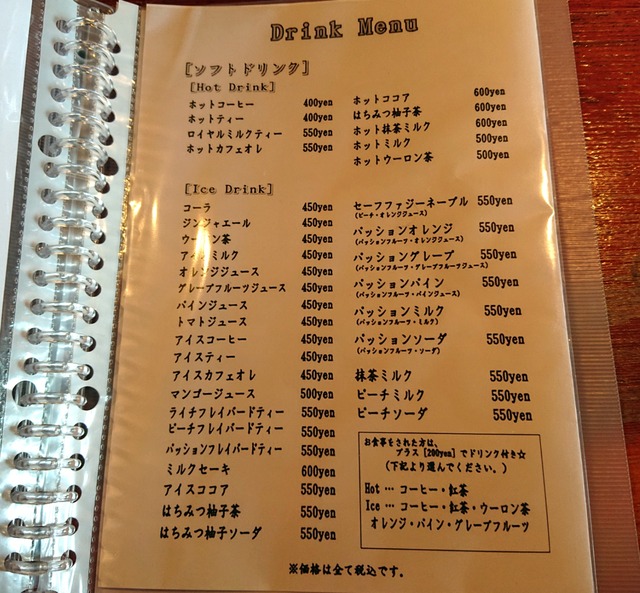 Drink Menu
[ソフトドリンク]
[Hot Drink]
ホットコーヒー 400yen
ホットティー 400yen
ロイヤルミルクティー 550yen
ホットカフェオレ 550yen
ホットココア 600yen
はちみつ柚子茶 600yen
ホット抹茶ミルク 600yen
ホットミルク 500yen
ホットウーロン茶 500yen
[Ice Drink]
コーラ 450yen
ジンジャエール 450yen
ウーロン茶 450yen
アイスミルク 450yen
オレンジジュース 450yen
グレープフルーツジュース 450yen
パインジュース 450yen
トマトジュース 450yen
アイスコーヒー 450yen
アイスティー 450yen
アイスカフェオレ 450yen
マンゴージュース 500yen
ライチフレイバードティー 550yen
ピーチフレイバードティー 550yen
パッションフレイバードティー 550yen
ミルクセーキ 600yen
アイスココア 550yen
はちみつ柚子茶 550yen
はちみつ柚子ソーダ 550yen
セーフファジーネーブル 550yen
(ピーチ・オレンジジュース)
パッションオレンジ 550yen
(パッションフルーツ・オレンジジュース)
パッショングレープ 550yen
(パッションフルーツ・グレープフルーツジュース)
パッションパイン 550yen
(パッションフルーツ・パインジュース)
パッションミルク 550yen
(パッションフルーツ・ミルク)
パッションソーダ 550yen
(パッションフルーツ・ソーダ)
抹茶ミルク 550yen
ピーチミルク 550yen
ピーチソーダ 550yen
お食事をされた方は、
プラス[200yen]でドリンク付き☆
(下記より選んでください。)
Hot … コーヒー・紅茶
Ice … コーヒー・紅茶・ウーロン茶
オレンジ・パイン・グレープフルーツ
※価格は全て税込です。